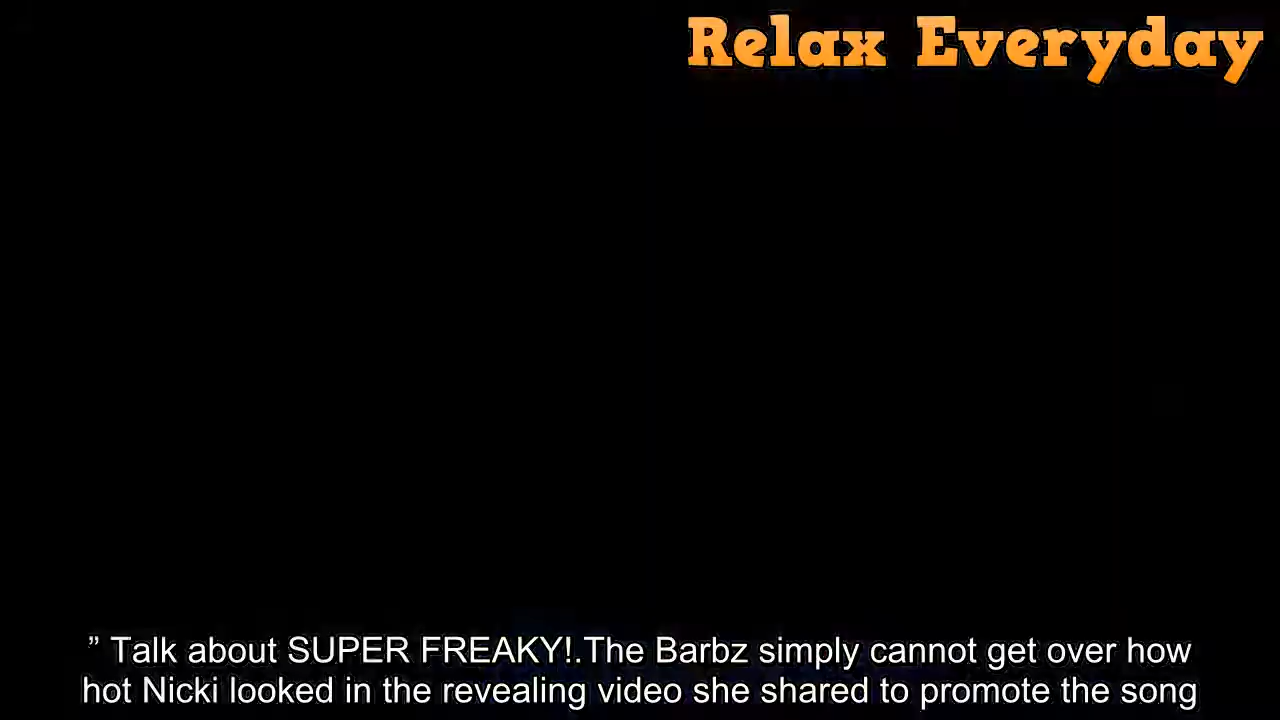 Relax Everyday
” Talk about SUPER FREAKY!.The Barbz simply cannot get over how
hot Nicki looked in the revealing video she shared to promote the song